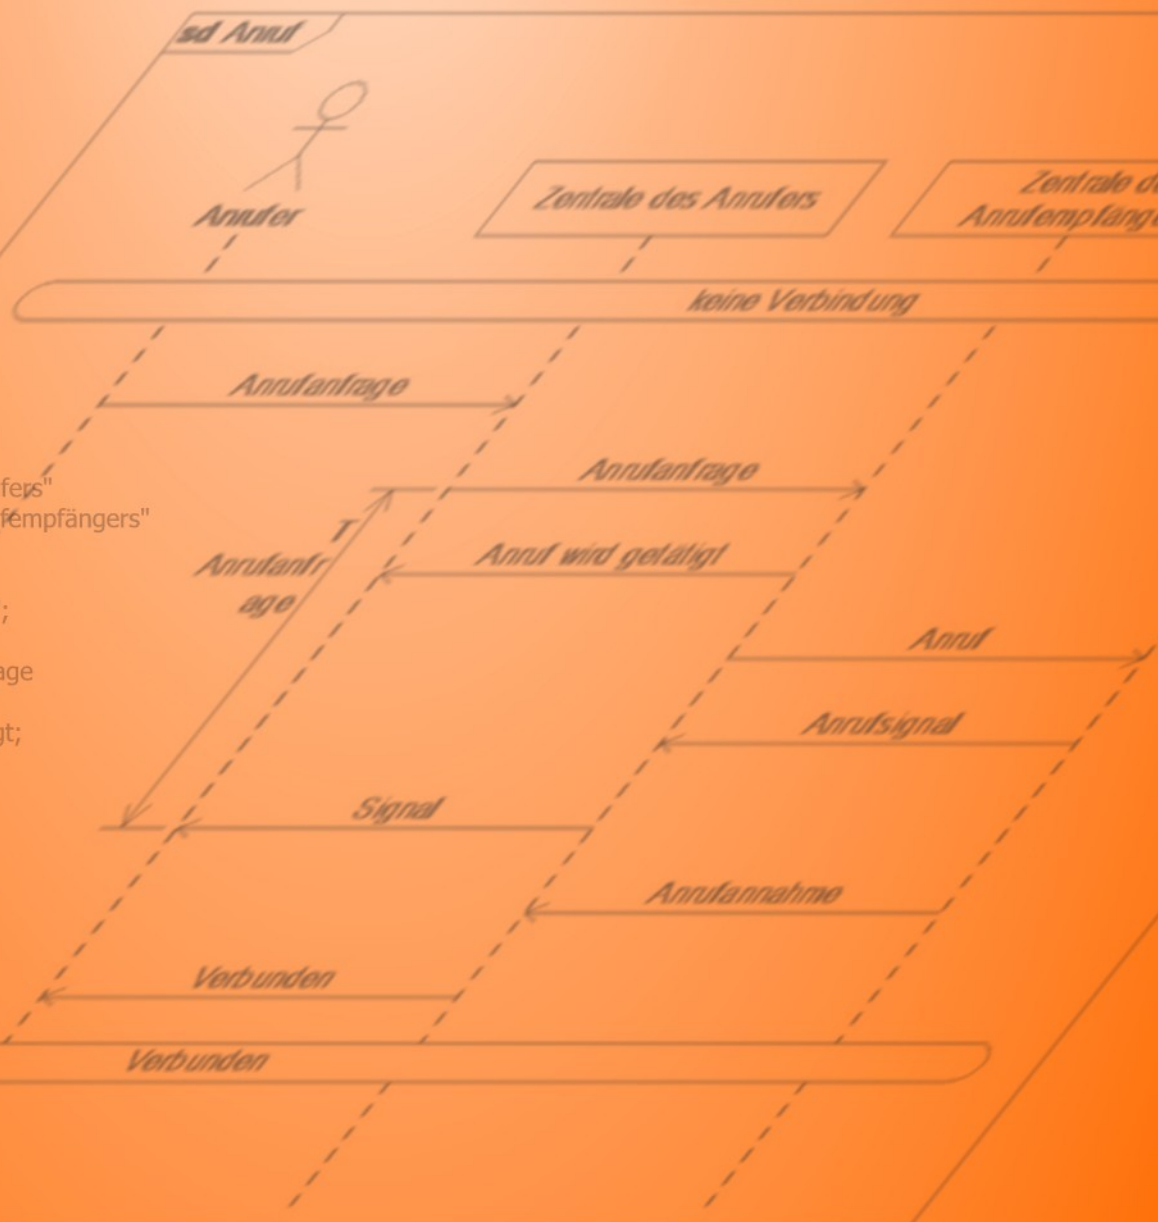 sd Anruf
Anrufer
Zentrale des Anrufers
Zentrale
Anrufempfäng
keine Verbindung
Anrufanfrage
Anrufanfrage
fers"
fempfängers"
T
Anrufanfr
age
Anruf wird getätigt
;
Anruf
age
Anrufsignal
gt;
Signal
Anrufannahme
Verbunden
Verbunden